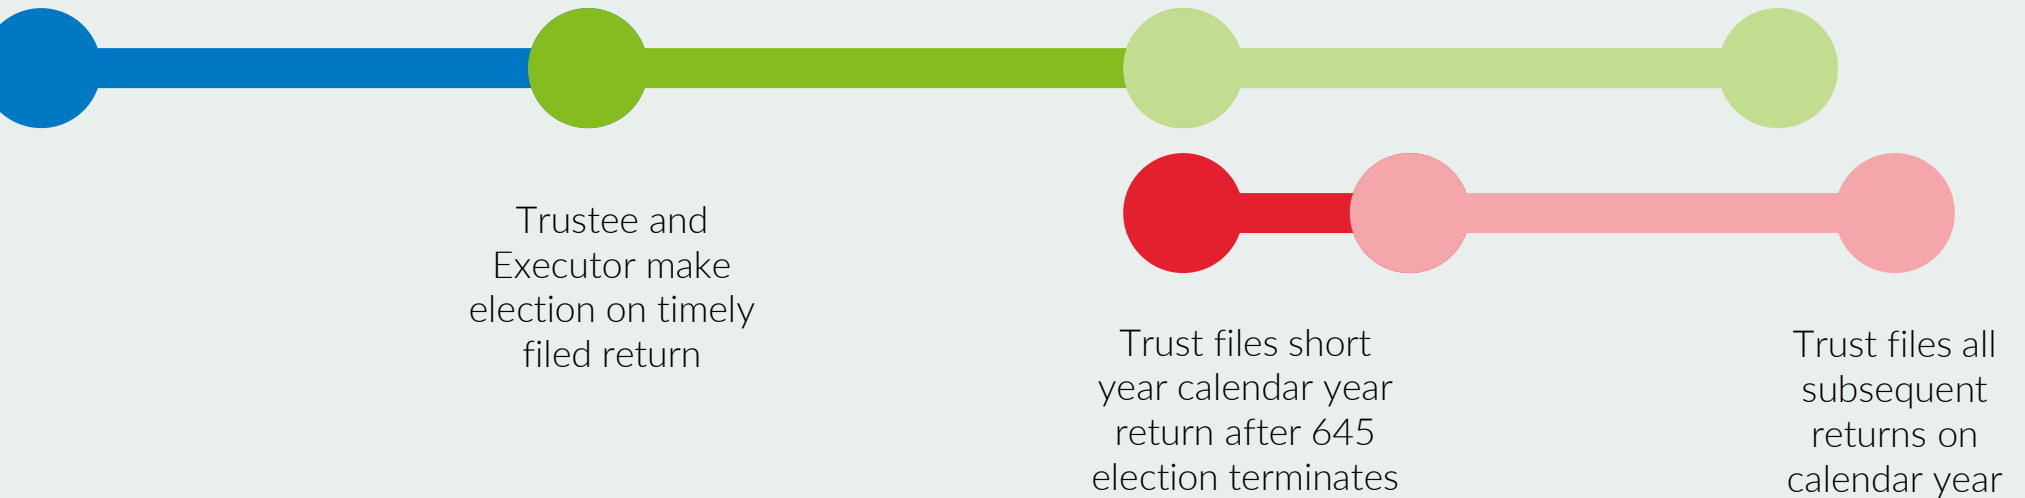 Trustee and
Executor make
election on timely
filed return
Trust files short
year calendar year
return after 645
election terminates
Trust files all
subsequent
returns on
calendar year